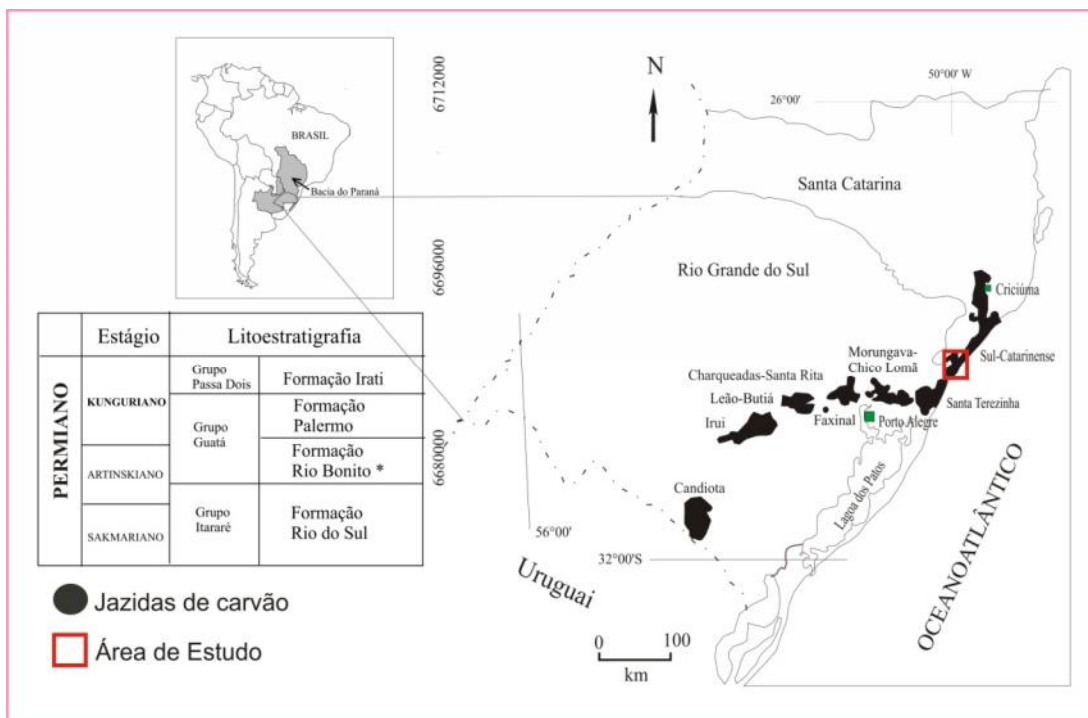 BRASIL
Bacia do Paraná
6712000
6696000
6680000
N
50°00' W
26°00'
Santa Catarina
Rio Grande do Sul
Criciúma
Sul-Catarinense
Morungava-
Chico Lomã
Charqueadas-Santa Rita
Santa Terezinha
Leão-Butiá
Faxinal
Porto Alegre
Irui
Candiota
Lagoa dos Patos
56°00'
32°00'S
Uruguai
OCEANOATLÂNTICO
0 100
km
PERMIANO
Estágio Litoestratigrafia
KUNGURIANO
ARTINSKIANO
SAKMARIANO
Grupo
Passa Dois
Formação Irati
Grupo
Guatá
Formação
Palermo
Formação
Rio Bonito *
Grupo
Itararé
Formação
Rio do Sul
Jazidas de carvão
Área de Estudo